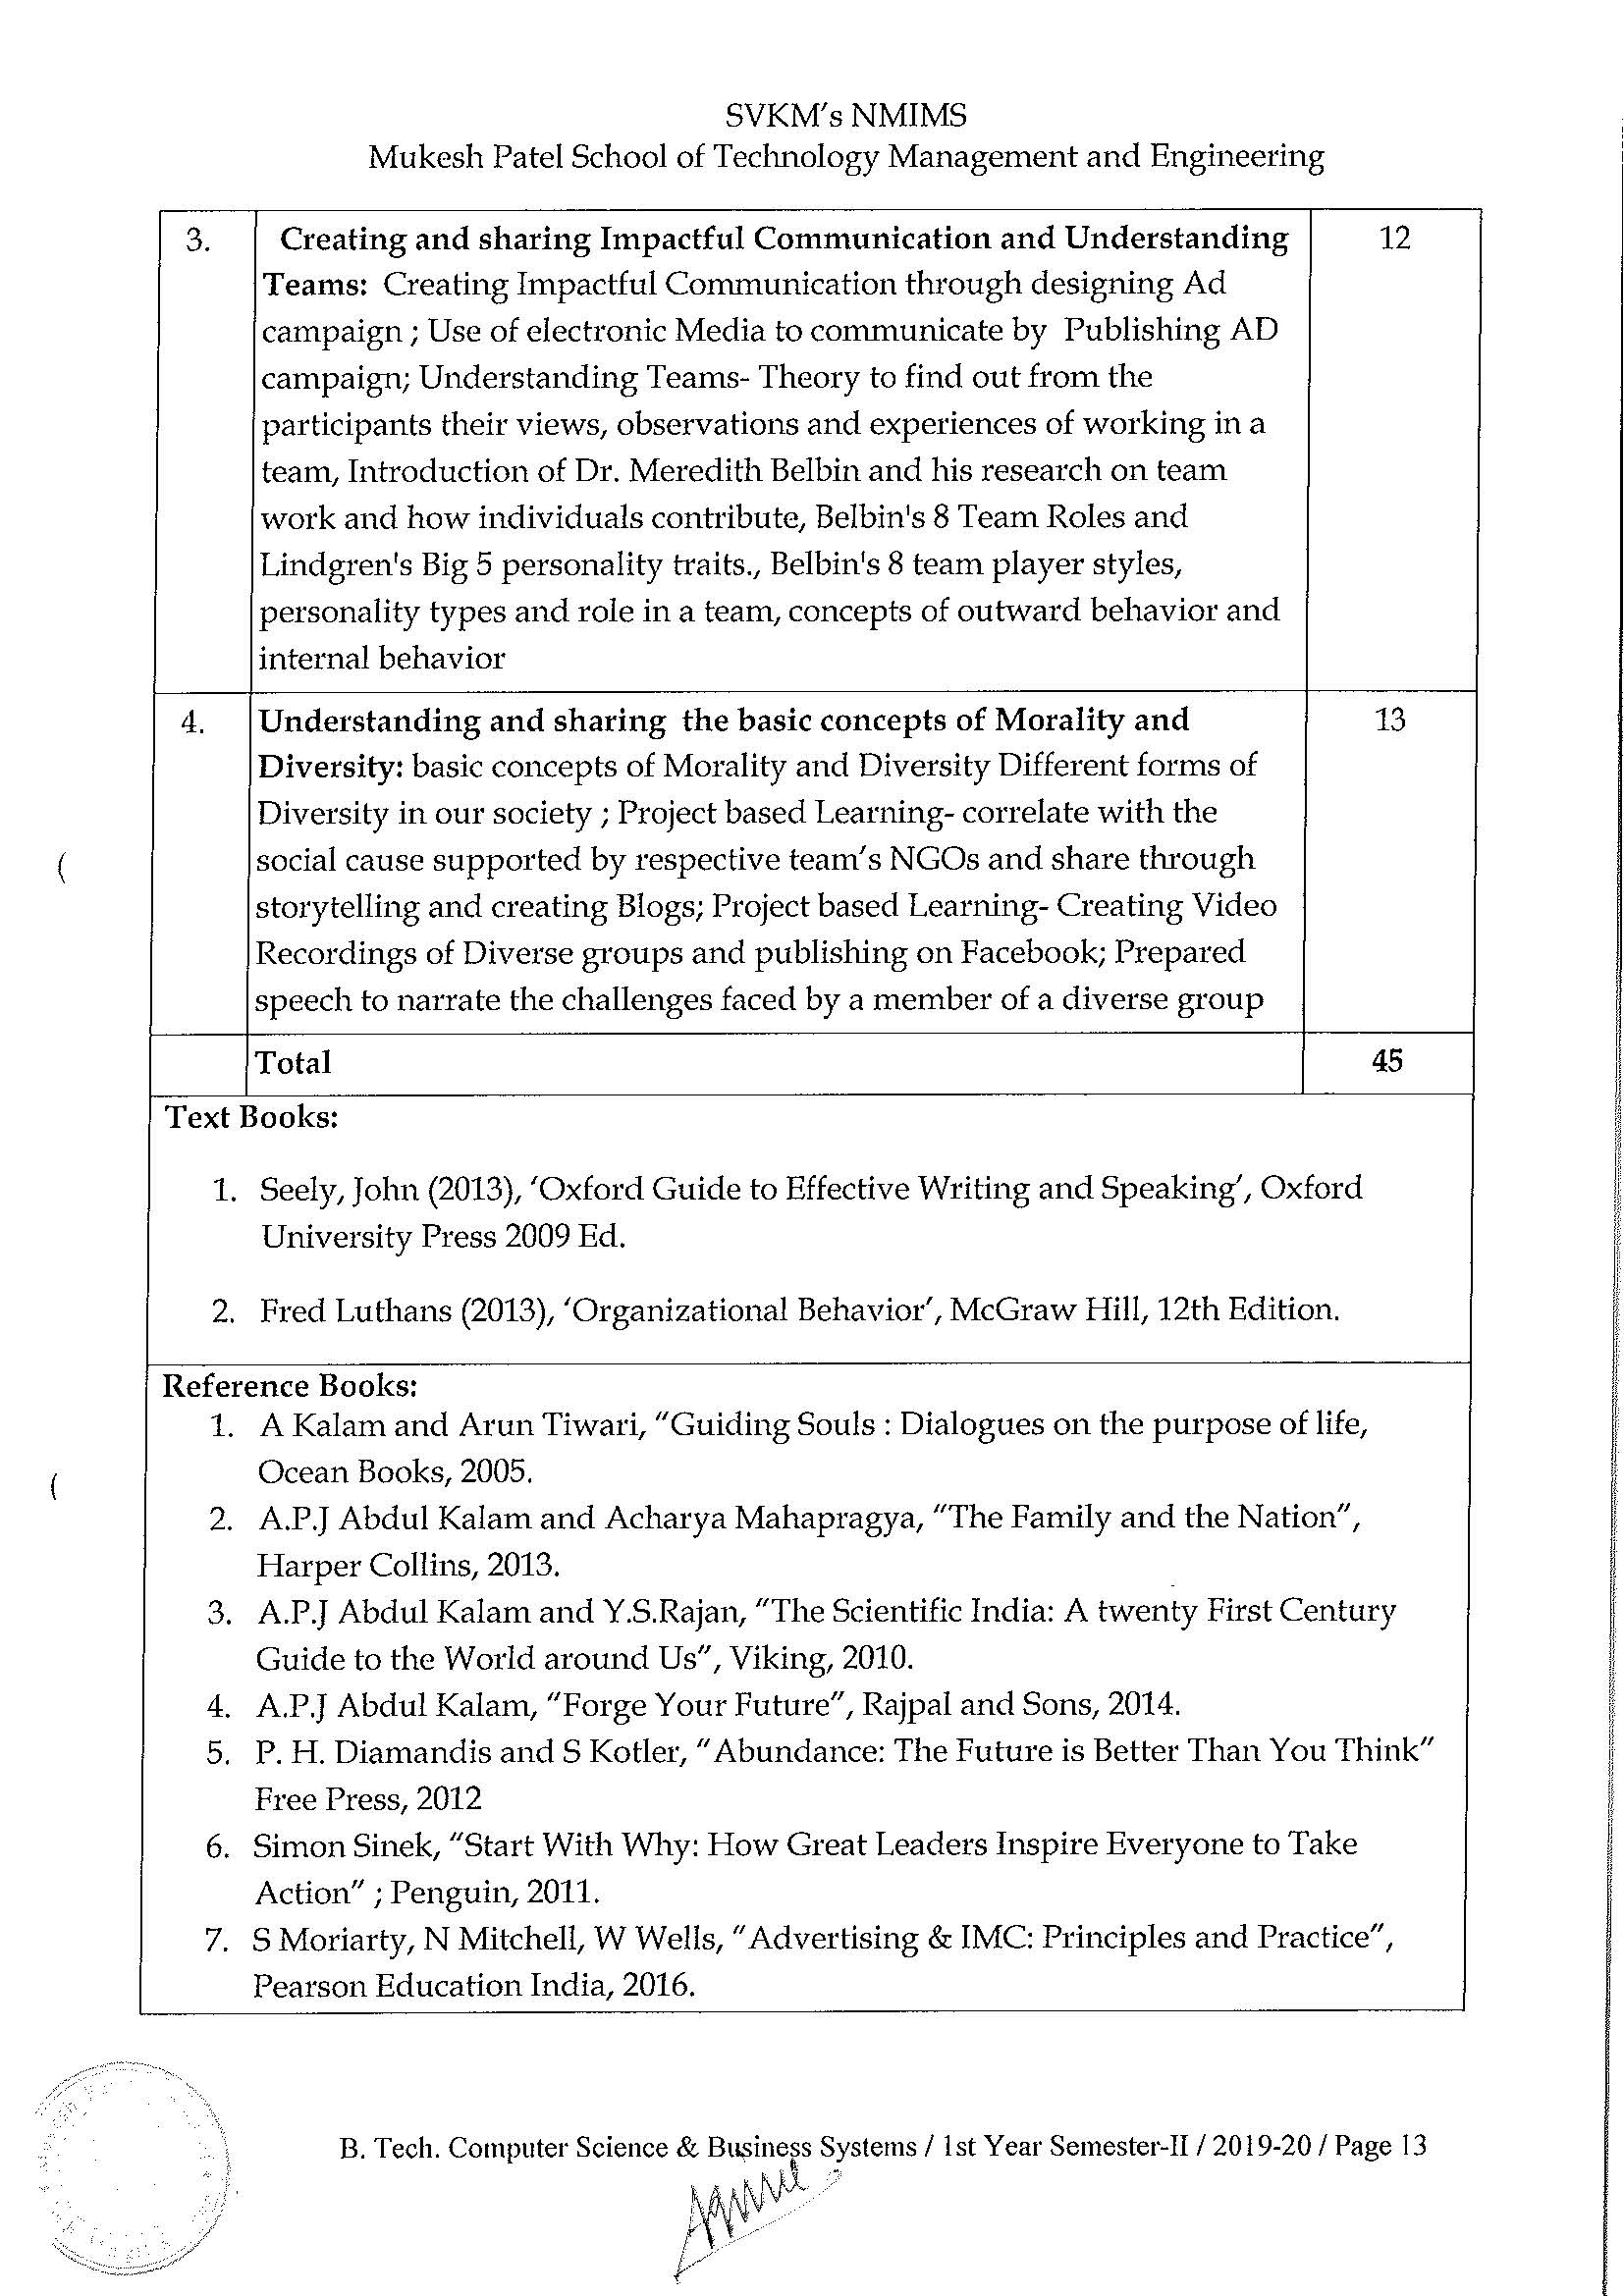 SVKM's NMIMS
Mukesh Patel School of Technology Management and Engineering
3. Creating and sharing Impactful Communication and Understanding 12
Teams: Creating Impactful Communication through designing Ad
campaign ; Use of electronic Media to communicate by Publishing AD
campaign; Understanding Teams- Theory to find out from the
participants their views, observations and experiences of working in a
team, Introduction of Dr. Meredith Belbin and his research on team
work and how individuals contribute, Belbin's 8 Team Roles and
Lindgren's Big 5 personality traits., Belbin's 8 team player styles,
personality types and role in a team, concepts of outward behavior and
internal behavior
4. Understanding and sharing the basic concepts of Morality and 13
Diversity: basic concepts of Morality and Diversity Different forms of
Diversity in our society ; Project based Learning- correlate with the
social cause supported by respective team's NGOs and share through
storytelling and creating Blogs; Project based Learning- Creating Video
Recordings of Diverse groups and publishing on Facebook; Prepared
speech to narrate the challenges faced by a member of a diverse group
Total 45
Text Books:
1. Seely, John (2013), 'Oxford Guide to Effective Writing and Speaking', Oxford
University Press 2009 Ed.
2. Fred Luthans (2013), 'Organizational Behavior', McGraw Hill, 12th Edition.
Reference Books:
1. A Kalam and Arun Tiwari, "Guiding Souls : Dialogues on the purpose of life,
Ocean Books, 2005.
2. A.P.J Abdul Kalam and Acharya Mahapragya, "The Family and the Nation",
Harper Collins, 2013.
3. A.P.J Abdul Kalam and Y.S.Rajan, "The Scientific India: A twenty First Century
Guide to the World around Us", Viking, 2010.
4. A.P.J Abdul Kalam, "Forge Your Future", Rajpal and Sons, 2014.
5. P. H. Diamandis and S Kotler, "Abundance: The Future is Better Than You Think"
Free Press, 2012
6. Simon Sinek, "Start With Why: How Great Leaders Inspire Everyone to Take
Action" ; Penguin, 2011.
7. S Moriarty, N Mitchell, W Wells, "Advertising & IMC: Principles and Practice",
Pearson Education India, 2016.
B. Tech. Computer Science & Business Systems / 1st Year Semester-II / 2019-20 / Page 13